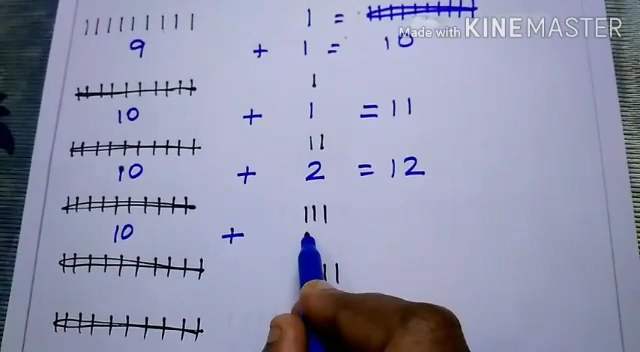 1 =
Made with KINEMASTER
9 + 1 = 10
10 + 1 = 11
10 + 2 = 12
10 +